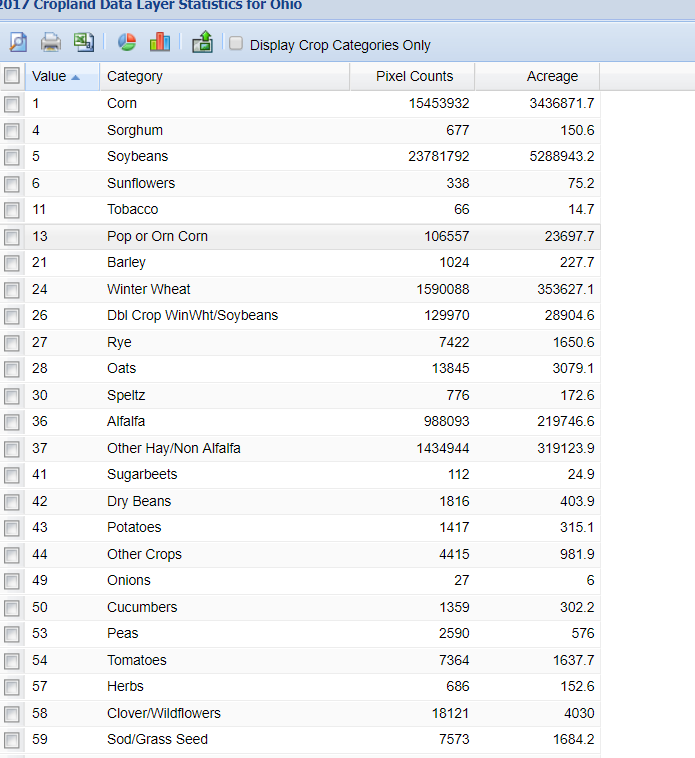 2017 Cropland Data Layer Statistics for Ohio
Display Crop Categories Only
Value Category Pixel Counts Acreage
1 Corn 15453932 3436871.7
4 Sorghum 677 150.6
5 Soybeans 23781792 5288943.2
6 Sunflowers 338 75.2
11 Tobacco 66 14.7
13 Pop or Orn Corn 106557 23697.7
21 Barley 1024 227.7
24 Winter Wheat 1590088 353627.1
26 Dbl Crop WinWht/Soybeans 129970 28904.6
27 Rye 7422 1650.6
28 Oats 13845 3079.1
30 Speltz 776 172.6
36 Alfalfa 988093 219746.6
37 Other Hay/Non Alfalfa 1434944 319123.9
41 Sugarbeets 112 24.9
42 Dry Beans 1816 403.9
43 Potatoes 1417 315.1
44 Other Crops 4415 981.9
49 Onions 27 6
50 Cucumbers 1359 302.2
53 Peas 2590 576
54 Tomatoes 7364 1637.7
57 Herbs 686 152.6
58 Clover/Wildflowers 18121 4030
59 Sod/Grass Seed 7573 1684.2